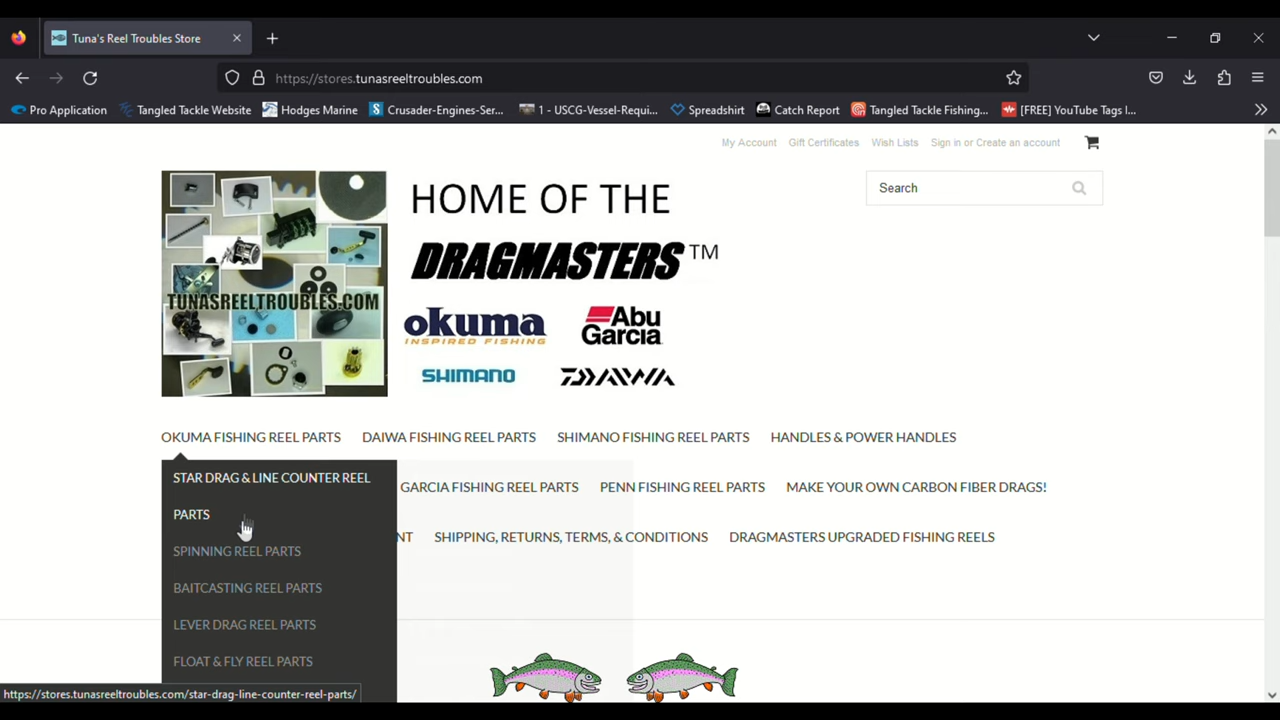 Tuna's Reel Troubles Store
https://stores.tunasreeltroubles.com
Pro Application Tangled Tackle Website Hodges Marine Crusader-Engines-Ser... 1 - USCG-Vessel-Requi... Spreadshirt Catch Report Tangled Tackle Fishing... [FREE] YouTube Tags I...
My Account Gift Certificates Wish Lists Sign in or Create an account
Search
HOME OF THE
DRAGMASTERS™
TUNASREELTROUBLES.COM
okuma
INSPIRED FISHING
Abu
Garcia
SHIMANO DAIWA
OKUMA FISHING REEL PARTS DAIWA FISHING REEL PARTS SHIMANO FISHING REEL PARTS HANDLES & POWER HANDLES
STAR DRAG & LINE COUNTER REEL
PARTS
GARCIA FISHING REEL PARTS PENN FISHING REEL PARTS MAKE YOUR OWN CARBON FIBER DRAGS!
NT SHIPPING, RETURNS, TERMS, & CONDITIONS DRAGMASTERS UPGRADED FISHING REELS
SPINNING REEL PARTS
BAITCASTING REEL PARTS
LEVER DRAG REEL PARTS
FLOAT & FLY REEL PARTS
https://stores.tunasreeltroubles.com/star-drag-line-counter-reel-parts/